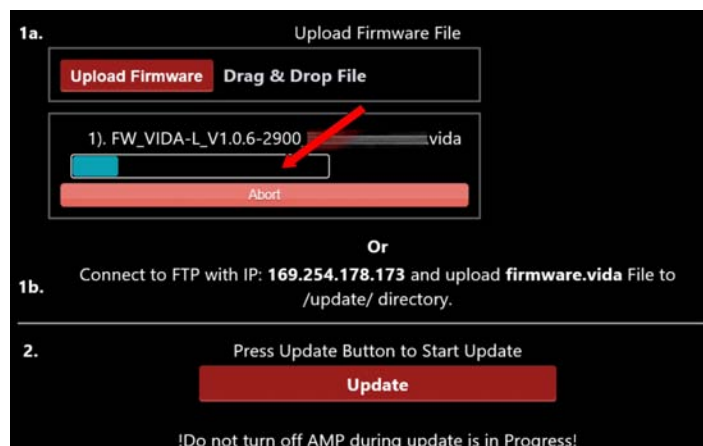 1a.
Upload Firmware File
Upload Firmware Drag & Drop File
1). FW_VIDA-L_V1.0.6-2900_ .vida
Abort
Or
1b.
Connect to FTP with IP: 169.254.178.173 and upload firmware.vida File to
/update/ directory.
2.
Press Update Button to Start Update
Update
!Do not turn off AMP during update is in Progress!